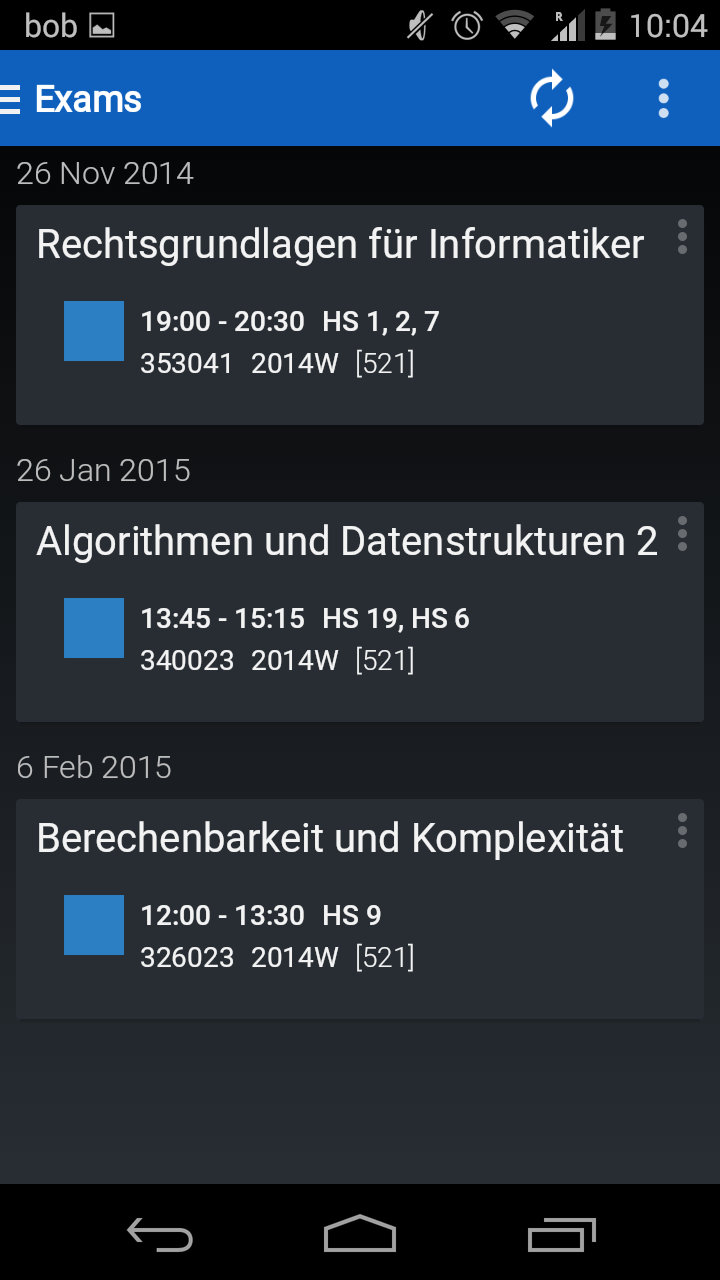 bob R 10:04
Exams
26 Nov 2014
Rechtsgrundlagen für Informatiker
19:00 - 20:30 HS 1, 2, 7
353041 2014W [521]
26 Jan 2015
Algorithmen und Datenstrukturen 2
13:45 - 15:15 HS 19, HS 6
340023 2014W [521]
6 Feb 2015
Berechenbarkeit und Komplexität
12:00 - 13:30 HS 9
326023 2014W [521]